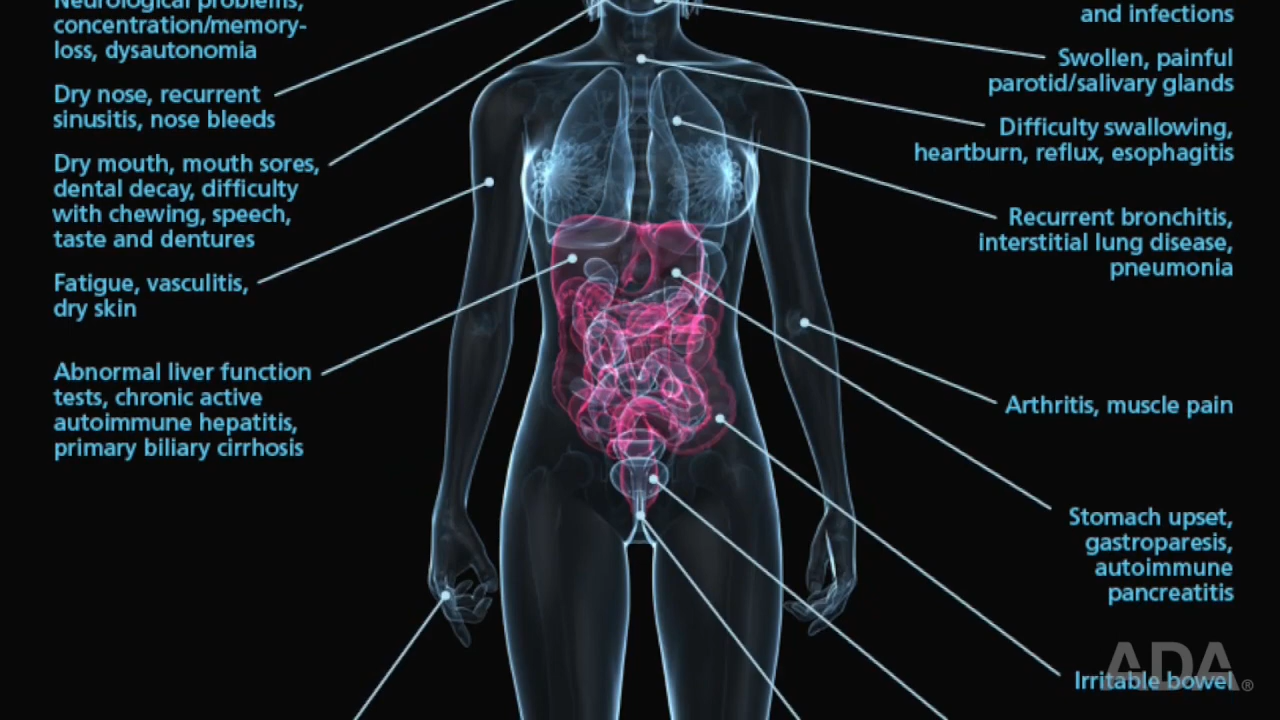 Neurological problems,
concentration/memory-
loss, dysautonomia
Dry nose, recurrent
sinusitis, nose bleeds
Dry mouth, mouth sores,
dental decay, difficulty
with chewing, speech,
taste and dentures
Fatigue, vasculitis,
dry skin
Abnormal liver function
tests, chronic active
autoimmune hepatitis,
primary biliary cirrhosis
and infections
Swollen, painful
parotid/salivary glands
Difficulty swallowing,
heartburn, reflux, esophagitis
Recurrent bronchitis,
interstitial lung disease,
pneumonia
Arthritis, muscle pain
Stomach upset,
gastroparesis,
autoimmune
pancreatitis
Irritable bowel
ADA®